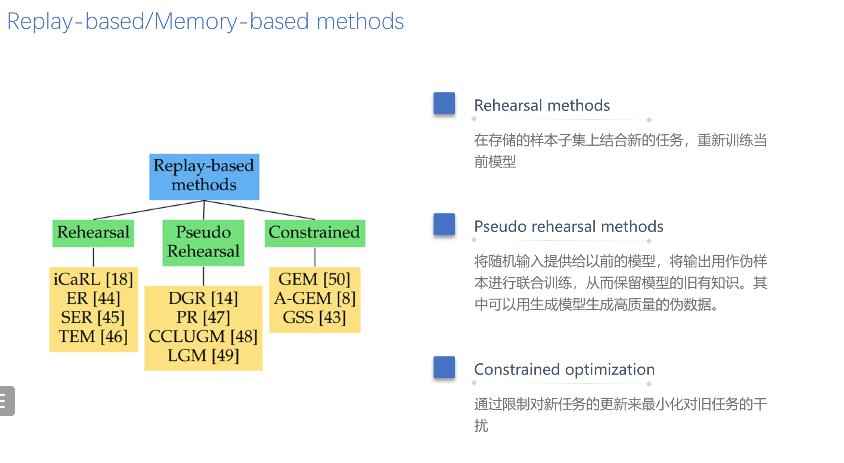 Replay-based/Memory-based methods
Replay-based
methods
Rehearsal
Pseudo
Rehearsal
Constrained
iCaRL [18]
ER [44]
SER [45]
TEM [46]
DGR [14]
PR [47]
CCLUGM [48]
LGM [49]
GEM [50]
A-GEM [8]
GSS [43]
Rehearsal methods
在存储的样本子集上结合新的任务，重新训练当
前模型
Pseudo rehearsal methods
将随机输入提供给以前的模型，将输出用作伪样
本进行联合训练，从而保留模型的旧有知识。其
中可以用生成模型生成高质量的伪数据。
Constrained optimization
通过限制对新任务的更新来最小化对旧任务的干
扰